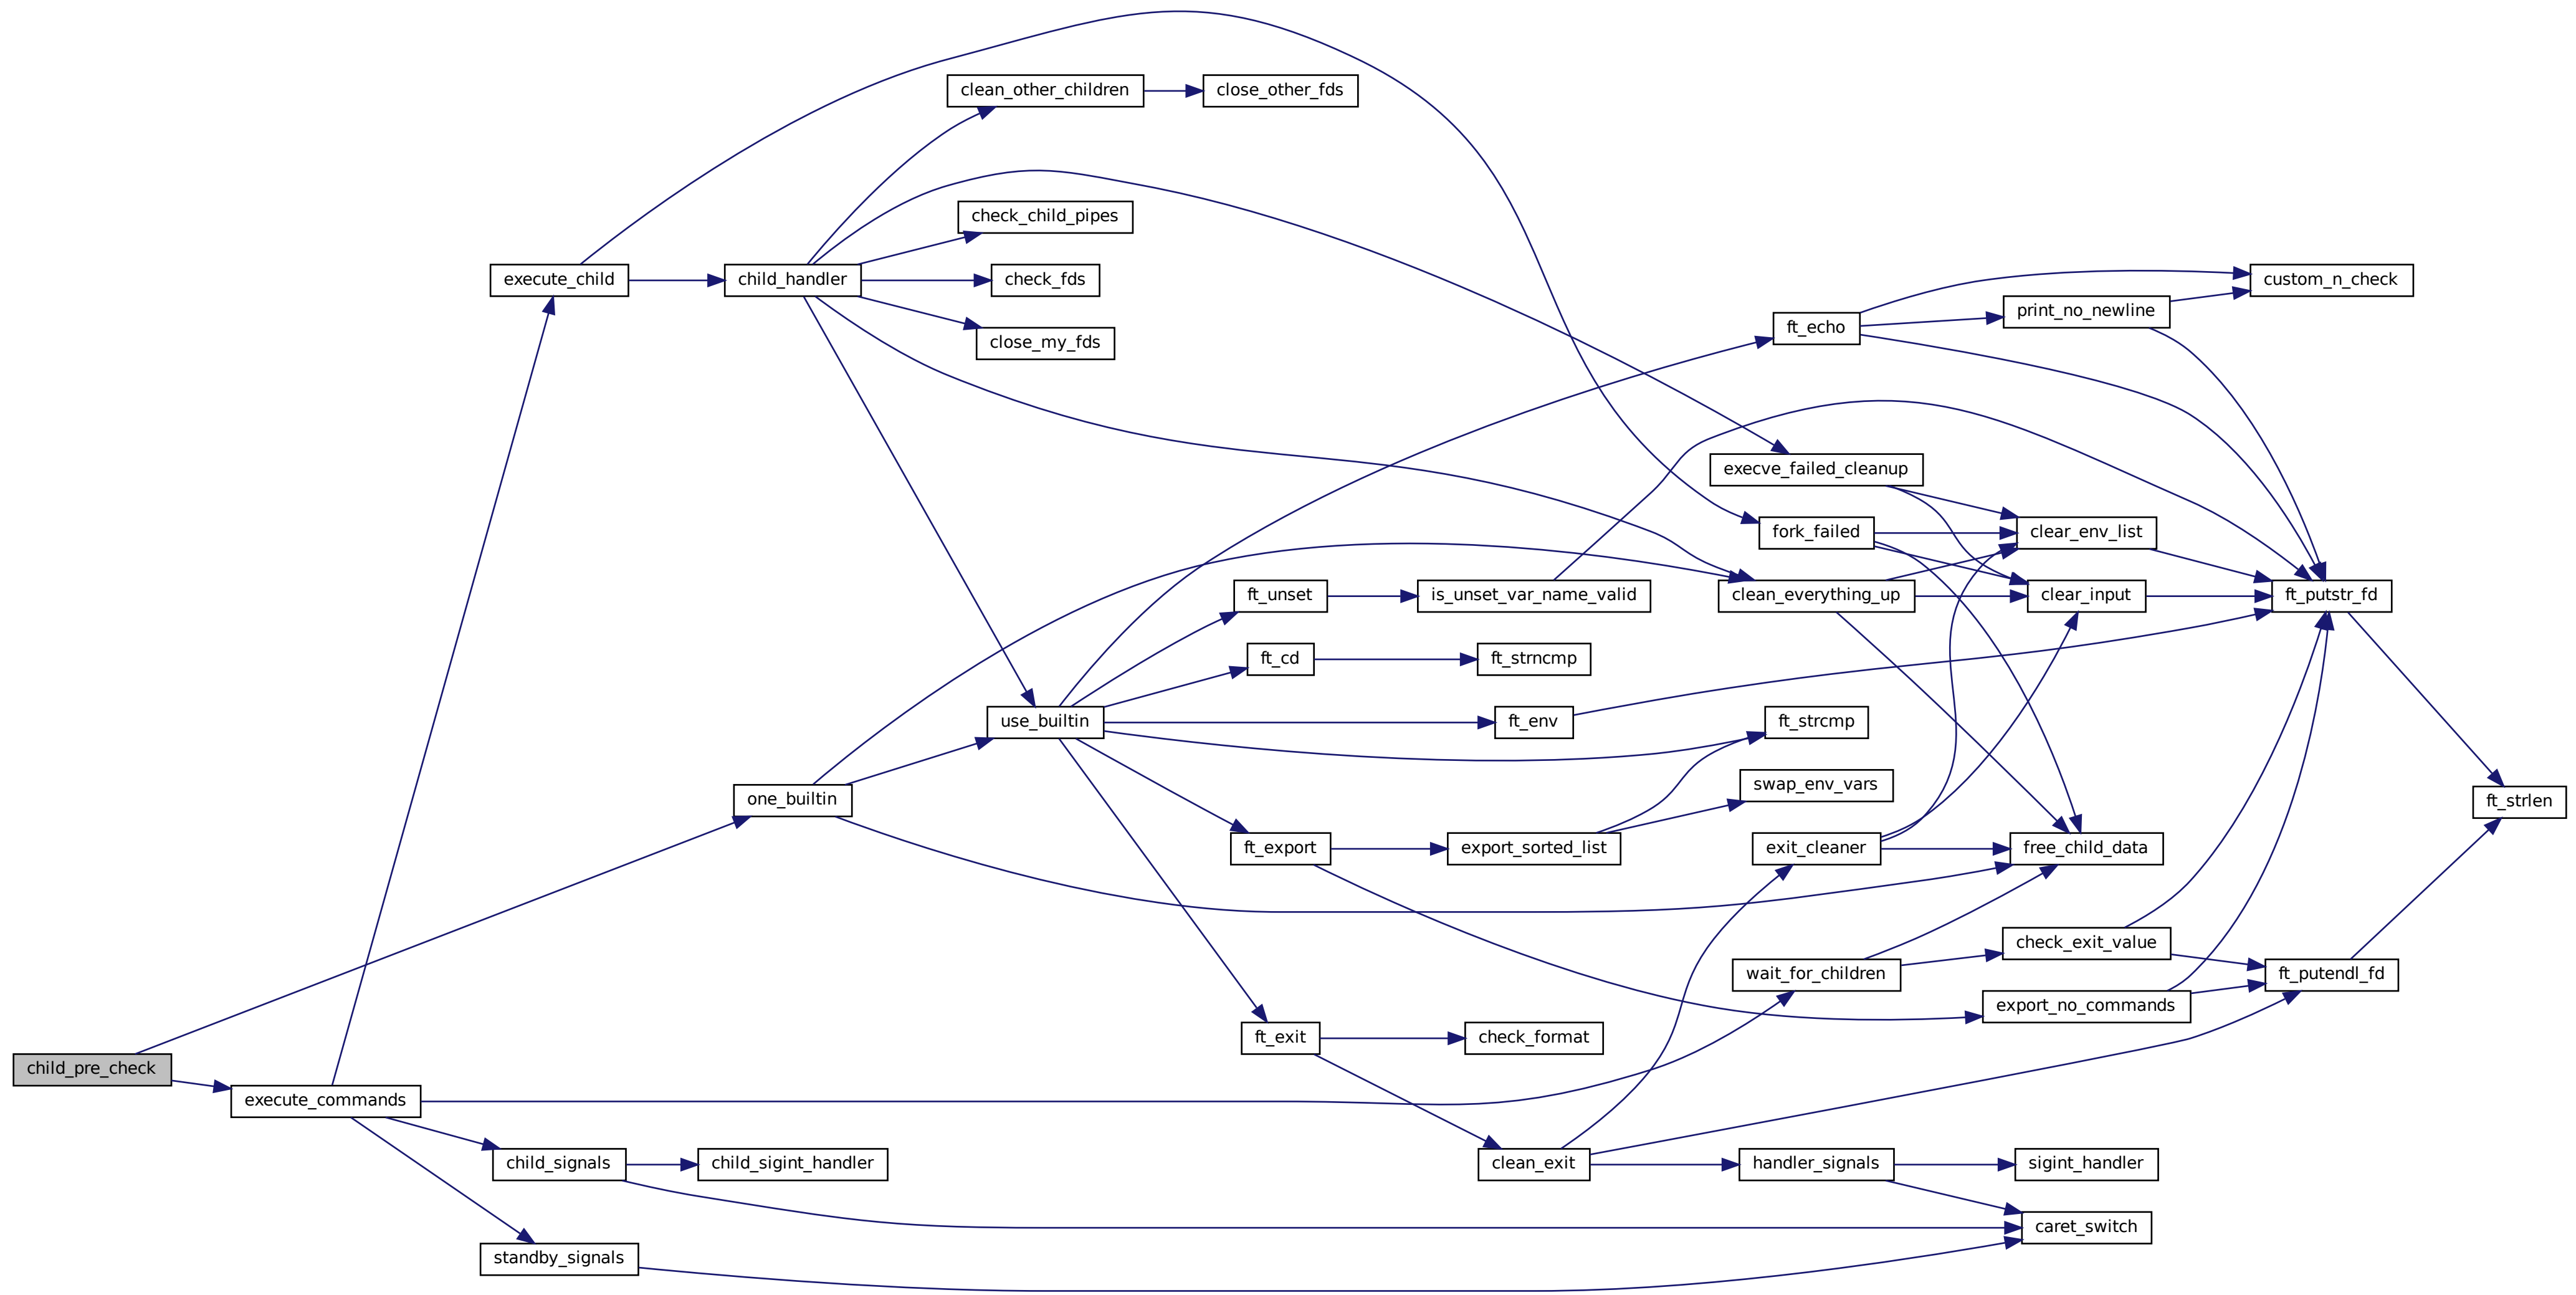 clean_other_children
close_other_fds
check_child_pipes
execute_child
child_handler
check_fds
custom_n_check
print_no_newline
ft_echo
close_my_fds
execve_failed_cleanup
fork_failed
clear_env_list
ft_unset
is_unset_var_name_valid
clean_everything_up
clear_input
ft_putstr_fd
ft_cd
ft_strncmp
use_builtin
ft_env
ft_strcmp
swap_env_vars
one_builtin
ft_strlen
ft_export
export_sorted_list
exit_cleaner
free_child_data
check_exit_value
wait_for_children
ft_putendl_fd
export_no_commands
ft_exit
check_format
child_pre_check
execute_commands
child_signals
child_sigint_handler
clean_exit
handler_signals
sigint_handler
caret_switch
standby_signals